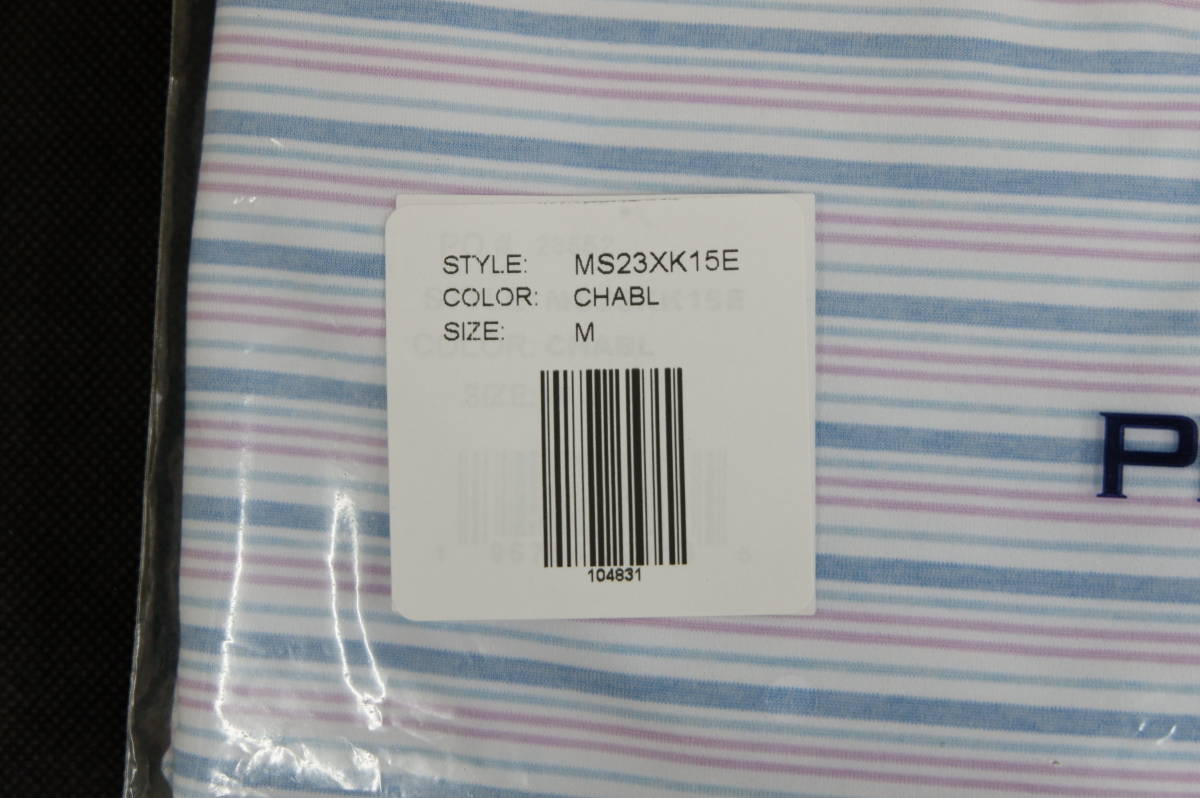 STYLE: MS23XK15E
COLOR: CHABL
SIZE: M
104831
P